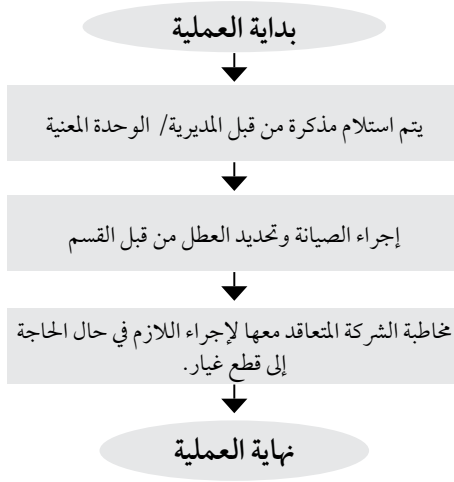 بداية العملية
يتم استلام مذكرة من قبل المديرية/ الوحدة المعنية
إجراء الصيانة وتحديد العطل من قبل القسم
مخاطبة الشركة المتعاقد معها لإجراء اللازم في حال الحاجة
إلى قطع غيار.
نهاية العملية